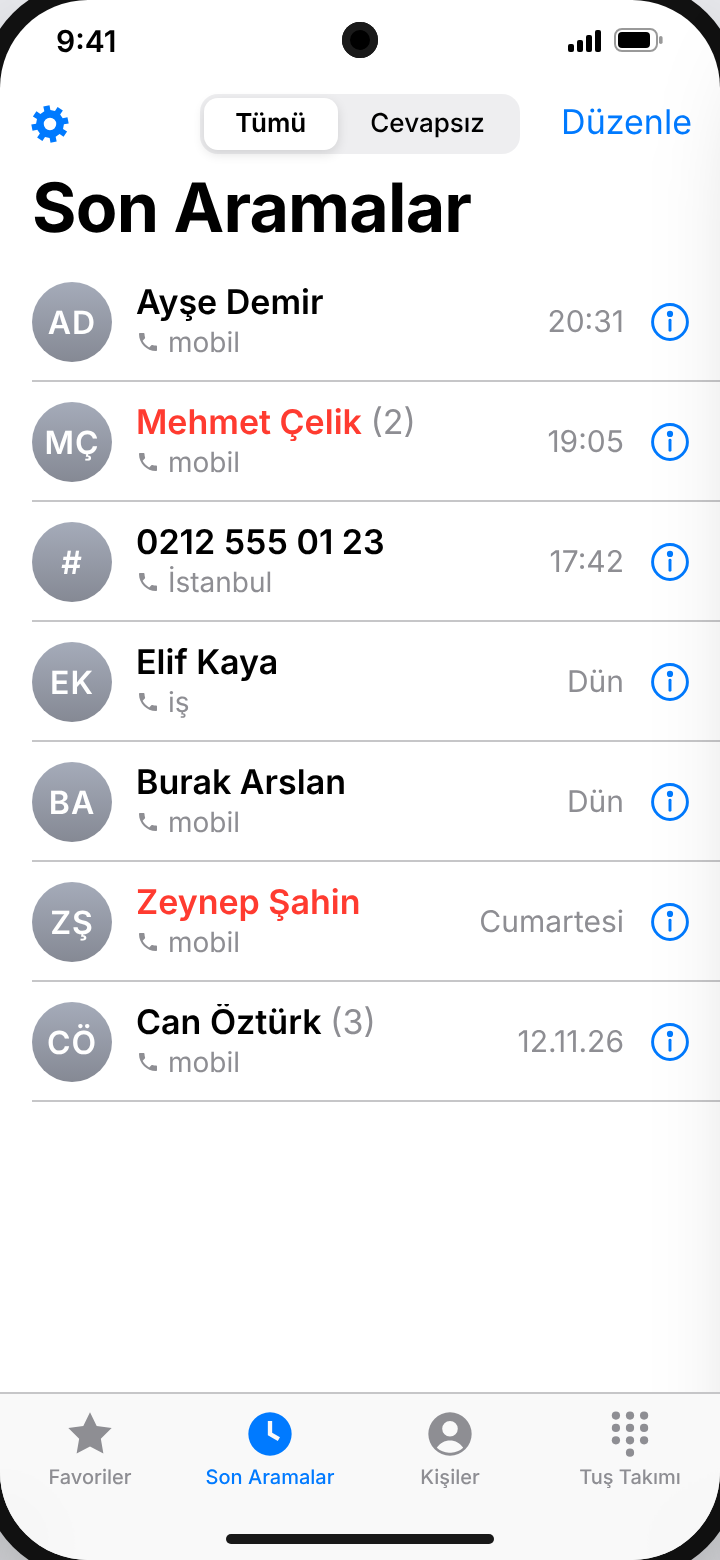 9:41
Tümü Cevapsız Düzenle
Son Aramalar
AD Ayşe Demir 20:31
mobil
MÇ Mehmet Çelik (2) 19:05
mobil
# 0212 555 01 23 17:42
İstanbul
EK Elif Kaya Dün
iş
BA Burak Arslan Dün
mobil
ZŞ Zeynep Şahin Cumartesi
mobil
CÖ Can Öztürk (3) 12.11.26
mobil
Favoriler Son Aramalar Kişiler Tuş Takımı